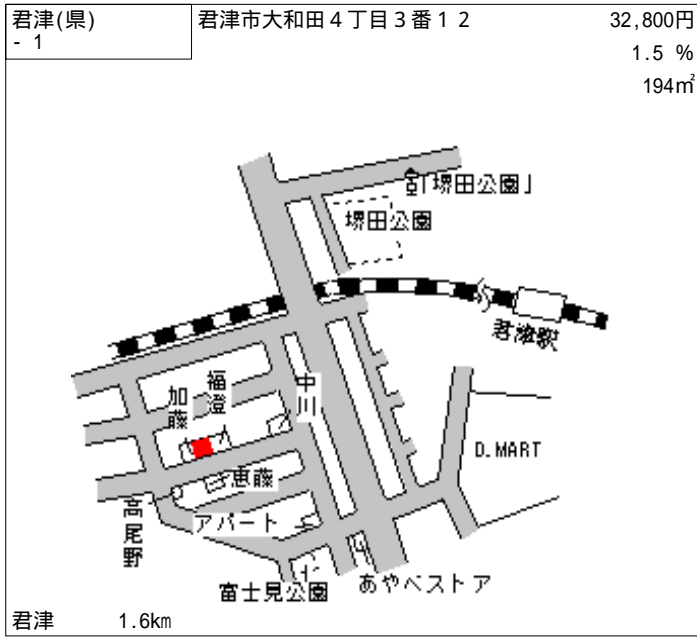 君津(県)
- 1
君津市大和田４丁目３番１２
32,800円
1.5 %
194㎡
「堺田公園」
堺田公園
君津駅
福澄
加藤
中川
D.MART
恵藤
高尾野
アパート
富士見公園
あやべストア
君津 1.6km